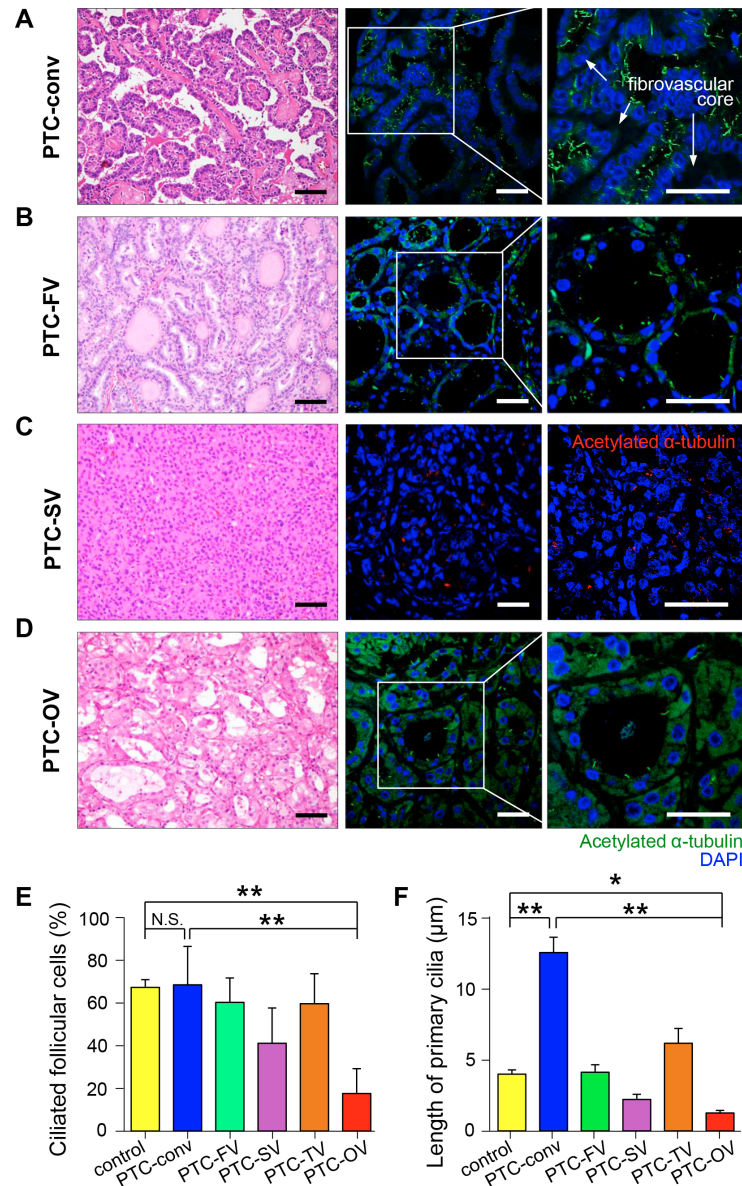 A
PTC-conv
fibrovascular
core
B
PTC-FV
C
PTC-SV
Acetylated α-tubulin
D
PTC-OV
Acetylated α-tubulin
DAPI
E
Ciliated follicular cells (%)
100
80
60
40
20
0
**
N.S.
**
control
PTC-conv
PTC-FV
PTC-SV
PTC-TV
PTC-OV
F
Length of primary cilia (μm)
15
10
5
0
*
**
**
control
PTC-conv
PTC-FV
PTC-SV
PTC-TV
PTC-OV